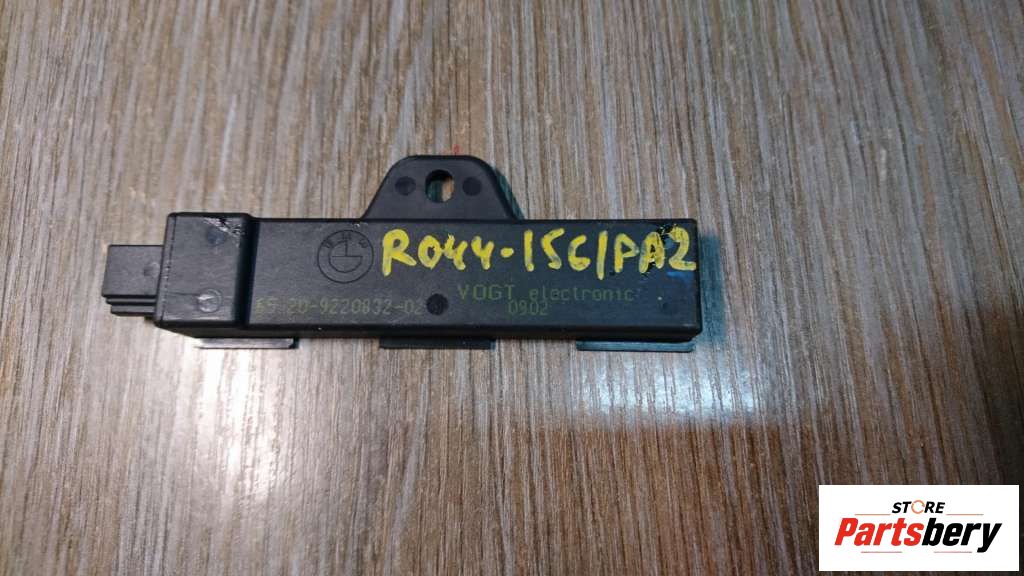 R044-156/PA2
VOGT electronic
65.20-9220832-02
0902
STORE
Partsbery